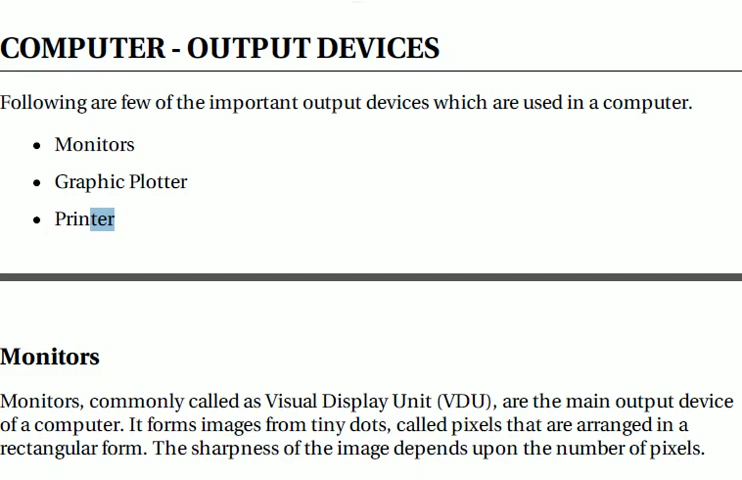 COMPUTER - OUTPUT DEVICES
Following are few of the important output devices which are used in a computer.
• Monitors
• Graphic Plotter
• Printer
Monitors
Monitors, commonly called as Visual Display Unit (VDU), are the main output device
of a computer. It forms images from tiny dots, called pixels that are arranged in a
rectangular form. The sharpness of the image depends upon the number of pixels.